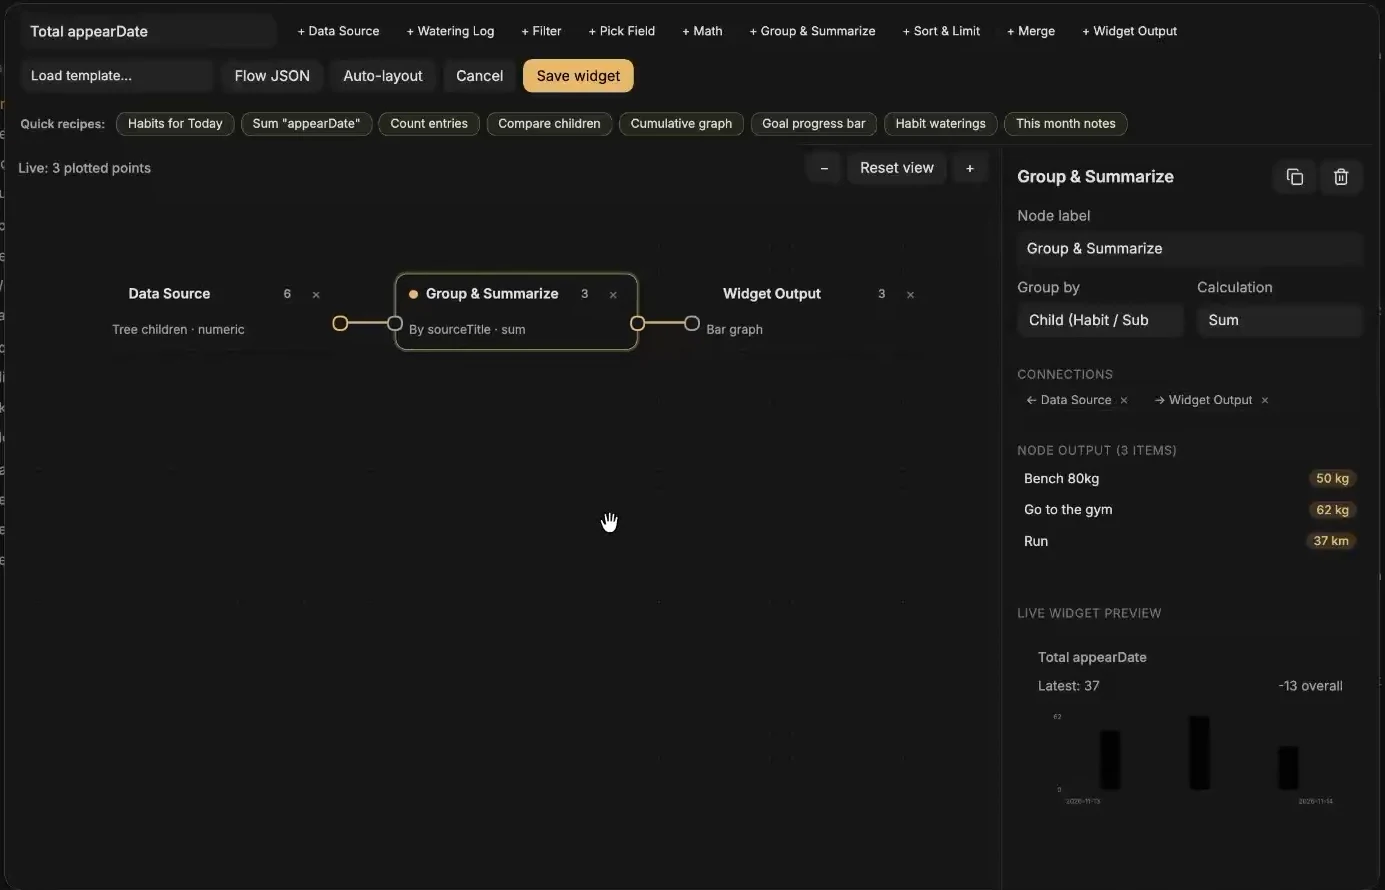 Total appearDate
+ Data Source
+ Watering Log
+ Filter
+ Pick Field
+ Math
+ Group & Summarize
+ Sort & Limit
+ Merge
+ Widget Output
Load template...
Flow JSON
Auto-layout
Cancel
Save widget
Quick recipes:
Habits for Today
Sum "appearDate"
Count entries
Compare children
Cumulative graph
Goal progress bar
Habit waterings
This month notes
Live: 3 plotted points
–
Reset view
+
Data Source 6 ×
Tree children · numeric
Group & Summarize 3 ×
By sourceTitle · sum
Widget Output 3 ×
Bar graph
Group & Summarize
Node label
Group & Summarize
Group by
Calculation
Child (Habit / Sub
Sum
CONNECTIONS
← Data Source ×
→ Widget Output ×
NODE OUTPUT (3 ITEMS)
Bench 80kg 50 kg
Go to the gym 62 kg
Run 37 km
LIVE WIDGET PREVIEW
Total appearDate
Latest: 37 -13 overall
62
0
2026-11-13 2026-11-14